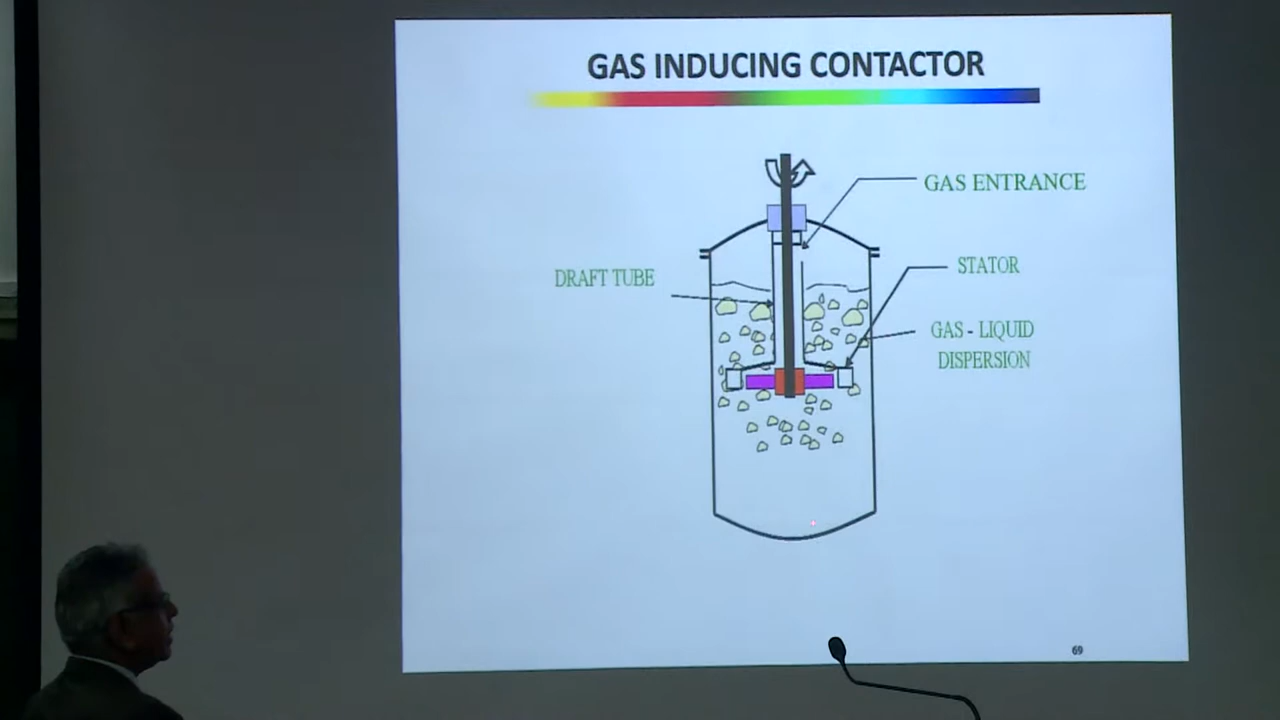 GAS INDUCING CONTACTOR
GAS ENTRANCE
DRAFT TUBE
STATOR
GAS - LIQUID
DISPERSION
69